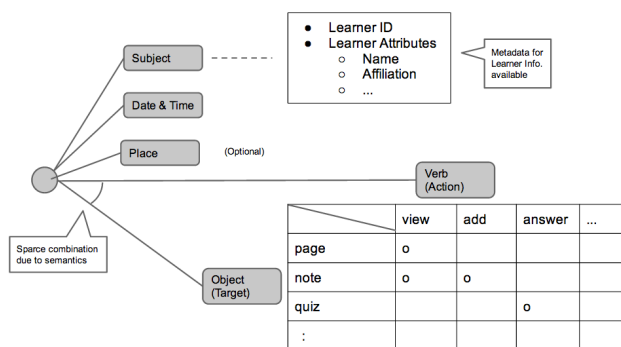 ● Learner ID
● Learner Attributes
○ Name
○ Affiliation
○ ...
Metadata for
Learner Info.
available
Subject
Date & Time
Place
(Optional)
Verb
(Action)
Sparce combination
due to semantics
Object
(Target)
view add answer ...
page o
note o o
quiz o
: